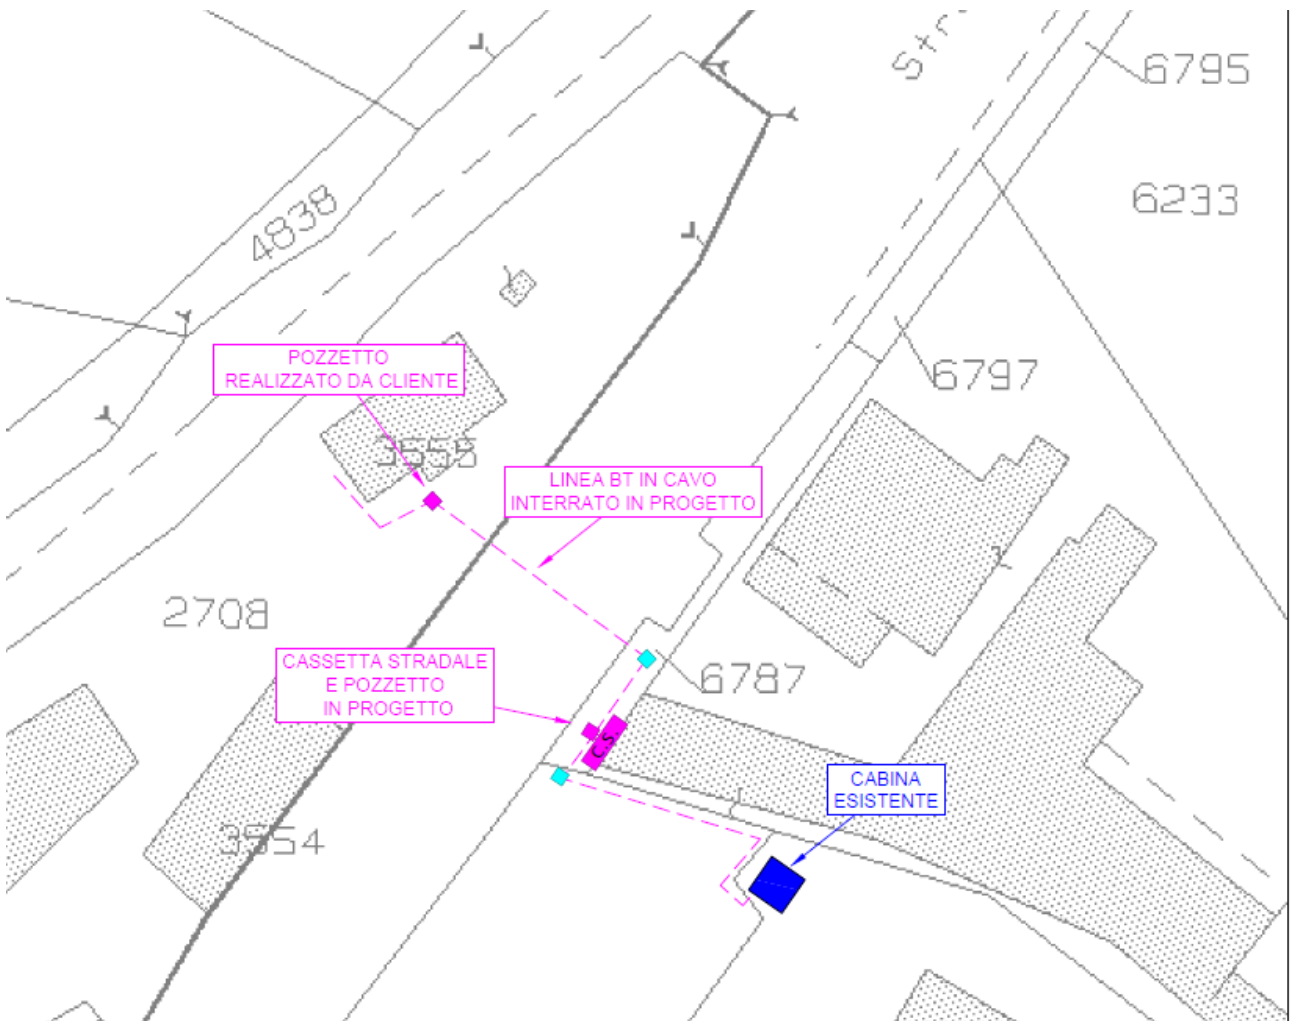 Str
6795
6233
4838
POZZETTO
REALIZZATO DA CLIENTE
6797
3555
LINEA BT IN CAVO
INTERRATO IN PROGETTO
2708
CASSETTA STRADALE
E POZZETTO
IN PROGETTO
6787
C.S.
CABINA
ESISTENTE
3554